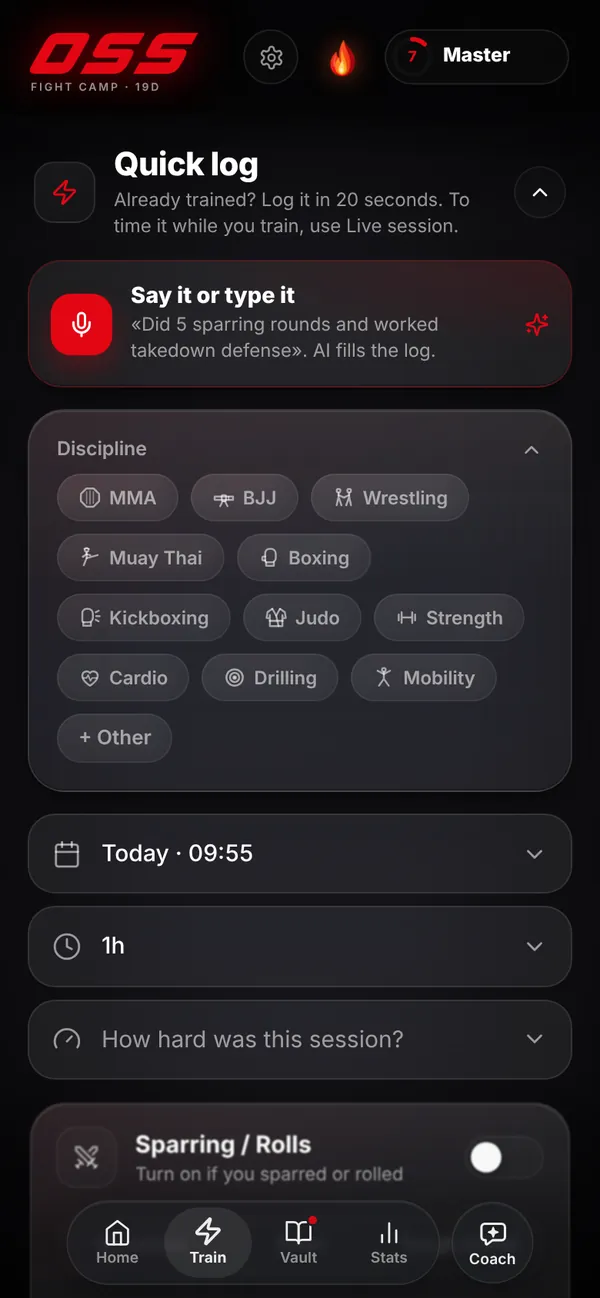 OSS
FIGHT CAMP · 19D
7
Master
Quick log
Already trained? Log it in 20 seconds. To
time it while you train, use Live session.
Say it or type it
«Did 5 sparring rounds and worked
takedown defense». AI fills the log.
Discipline
MMA
BJJ
Wrestling
Muay Thai
Boxing
Kickboxing
Judo
Strength
Cardio
Drilling
Mobility
+ Other
Today · 09:55
1h
How hard was this session?
Sparring / Rolls
Turn on if you sparred or rolled
Home
Train
Vault
Stats
Coach